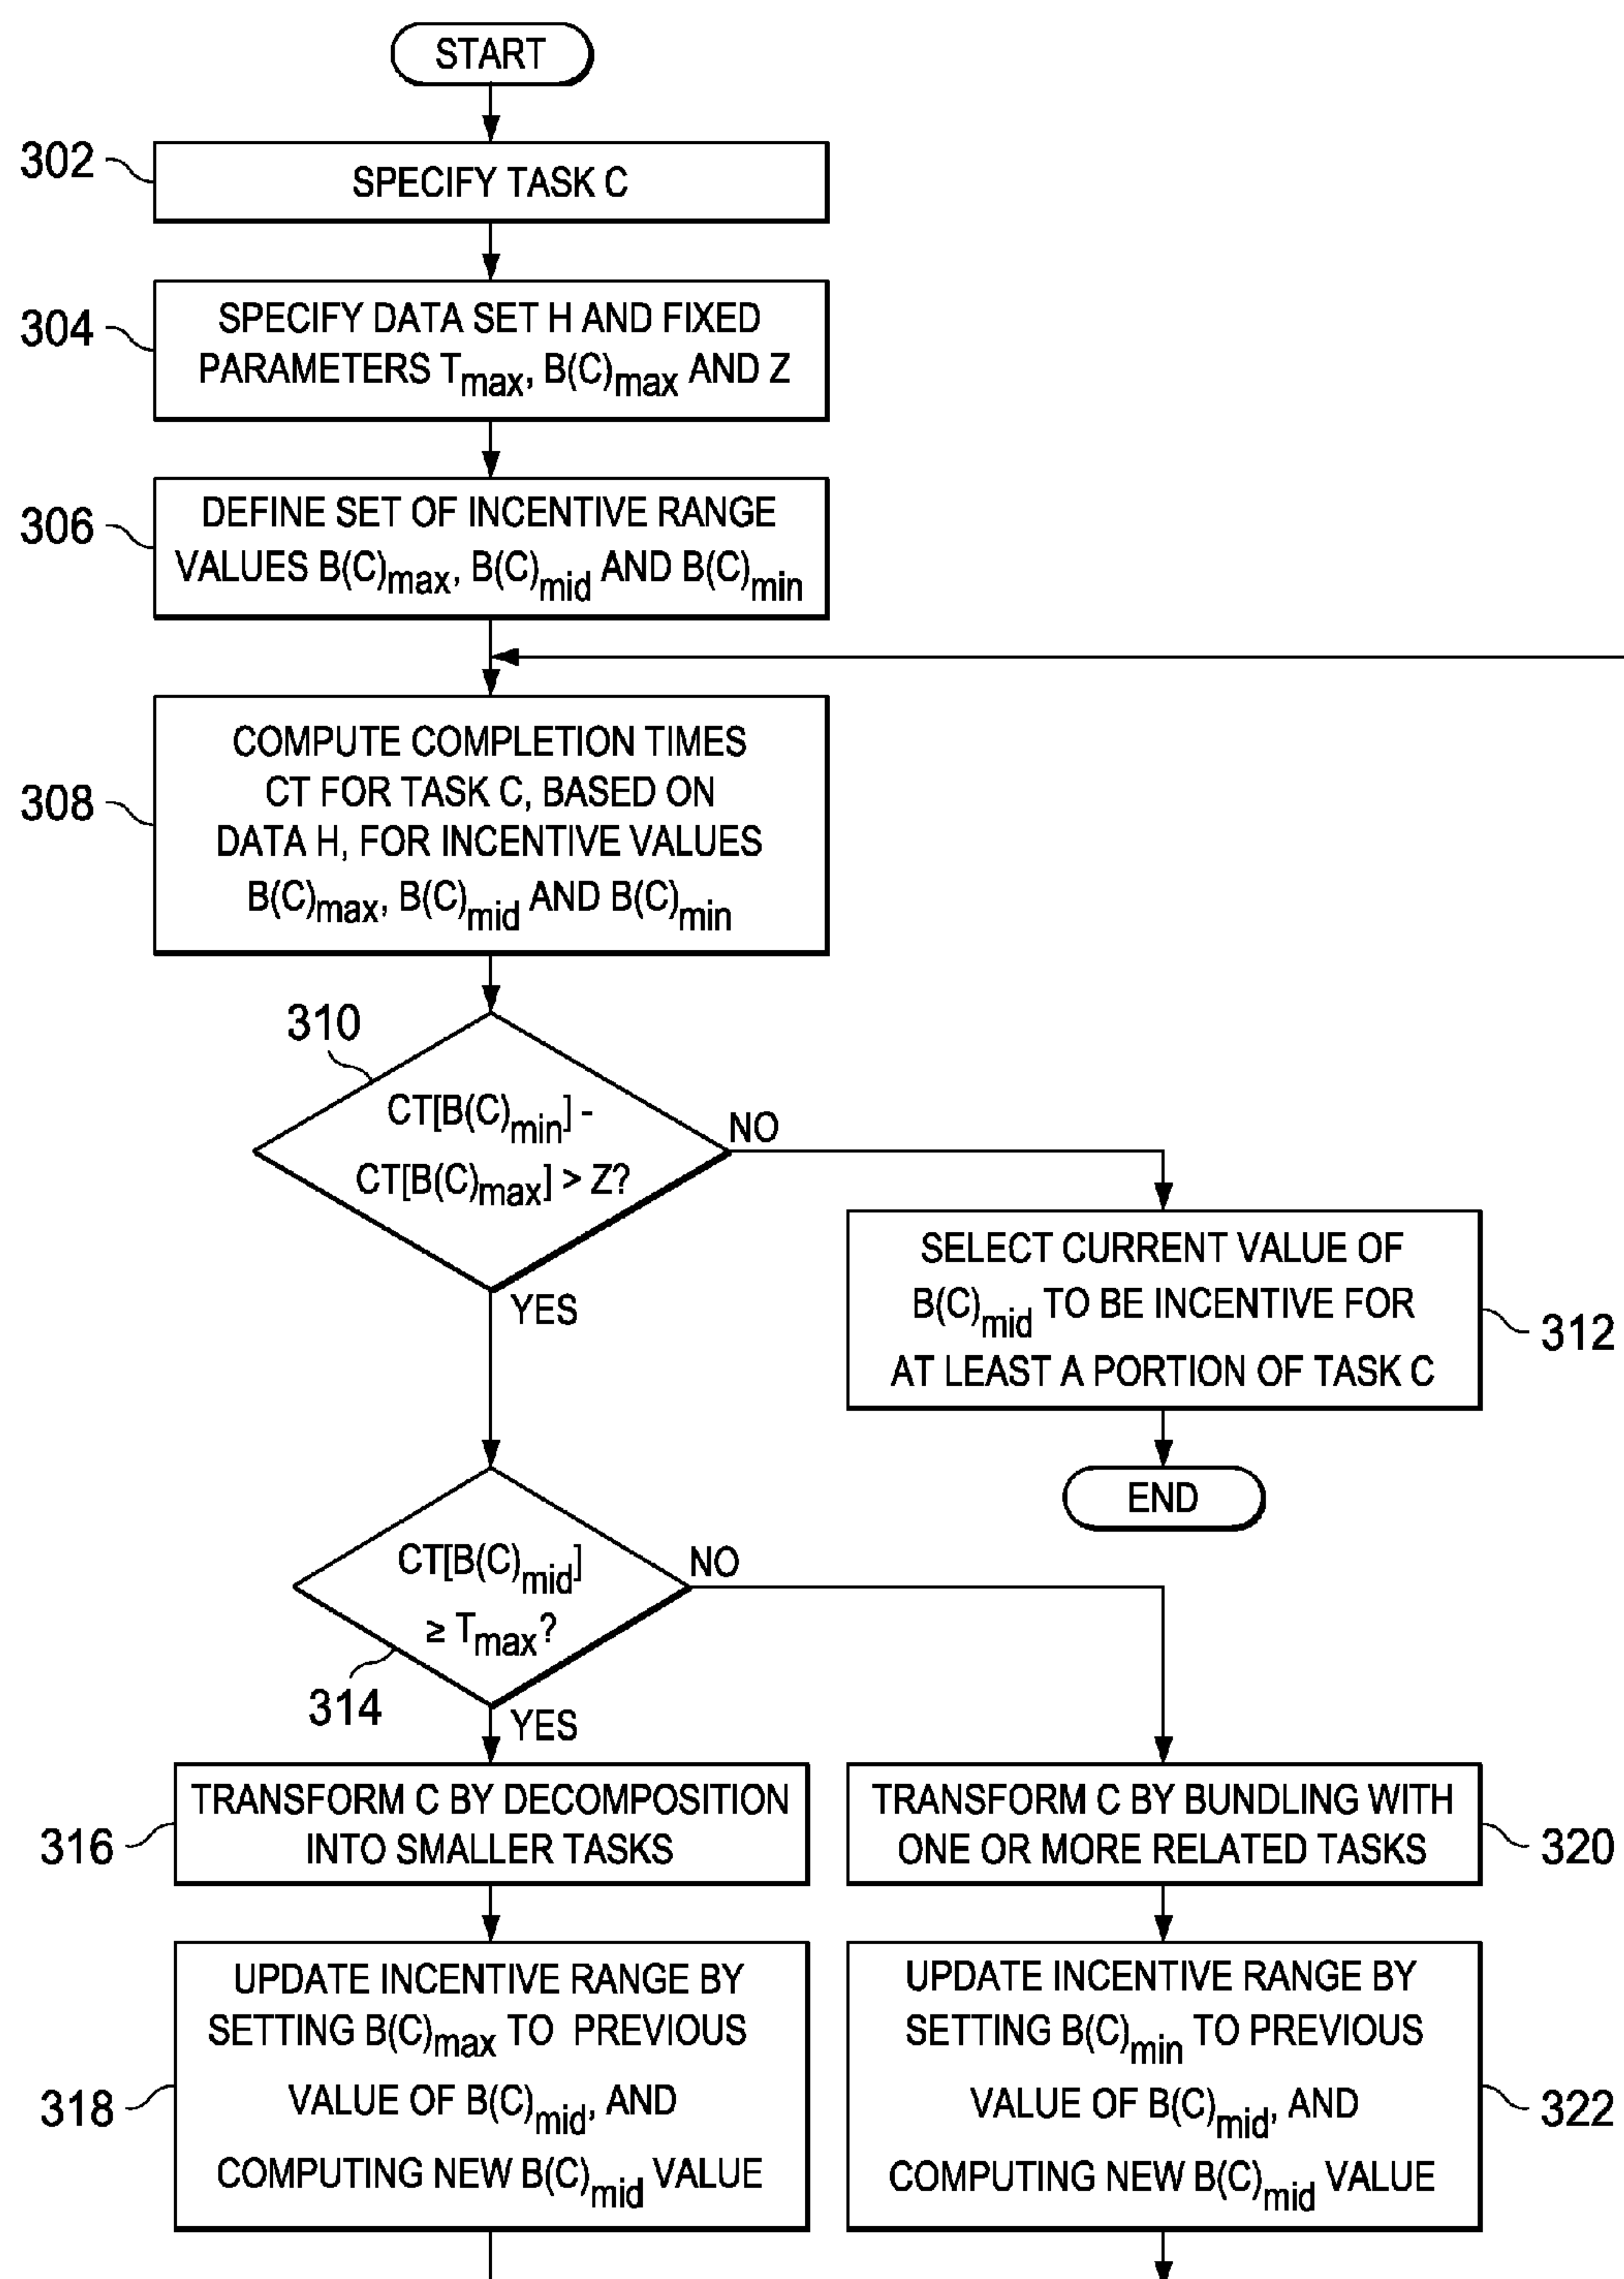 START
302
SPECIFY TASK C
304
SPECIFY DATA SET H AND FIXED
PARAMETERS Tmax, B(C)max AND Z
306
DEFINE SET OF INCENTIVE RANGE
VALUES B(C)max, B(C)mid AND B(C)min
308
COMPUTE COMPLETION TIMES
CT FOR TASK C, BASED ON
DATA H, FOR INCENTIVE VALUES
B(C)max, B(C)mid AND B(C)min
310
CT[B(C)min] -
CT[B(C)max] > Z?
NO
YES
SELECT CURRENT VALUE OF
B(C)mid TO BE INCENTIVE FOR
AT LEAST A PORTION OF TASK C
312
END
CT[B(C)mid]
≥ Tmax?
NO
314
YES
316
TRANSFORM C BY DECOMPOSITION
INTO SMALLER TASKS
TRANSFORM C BY BUNDLING WITH
ONE OR MORE RELATED TASKS
320
318
UPDATE INCENTIVE RANGE BY
SETTING B(C)max TO PREVIOUS
VALUE OF B(C)mid, AND
COMPUTING NEW B(C)mid VALUE
UPDATE INCENTIVE RANGE BY
SETTING B(C)min TO PREVIOUS
VALUE OF B(C)mid, AND
COMPUTING NEW B(C)mid VALUE
322